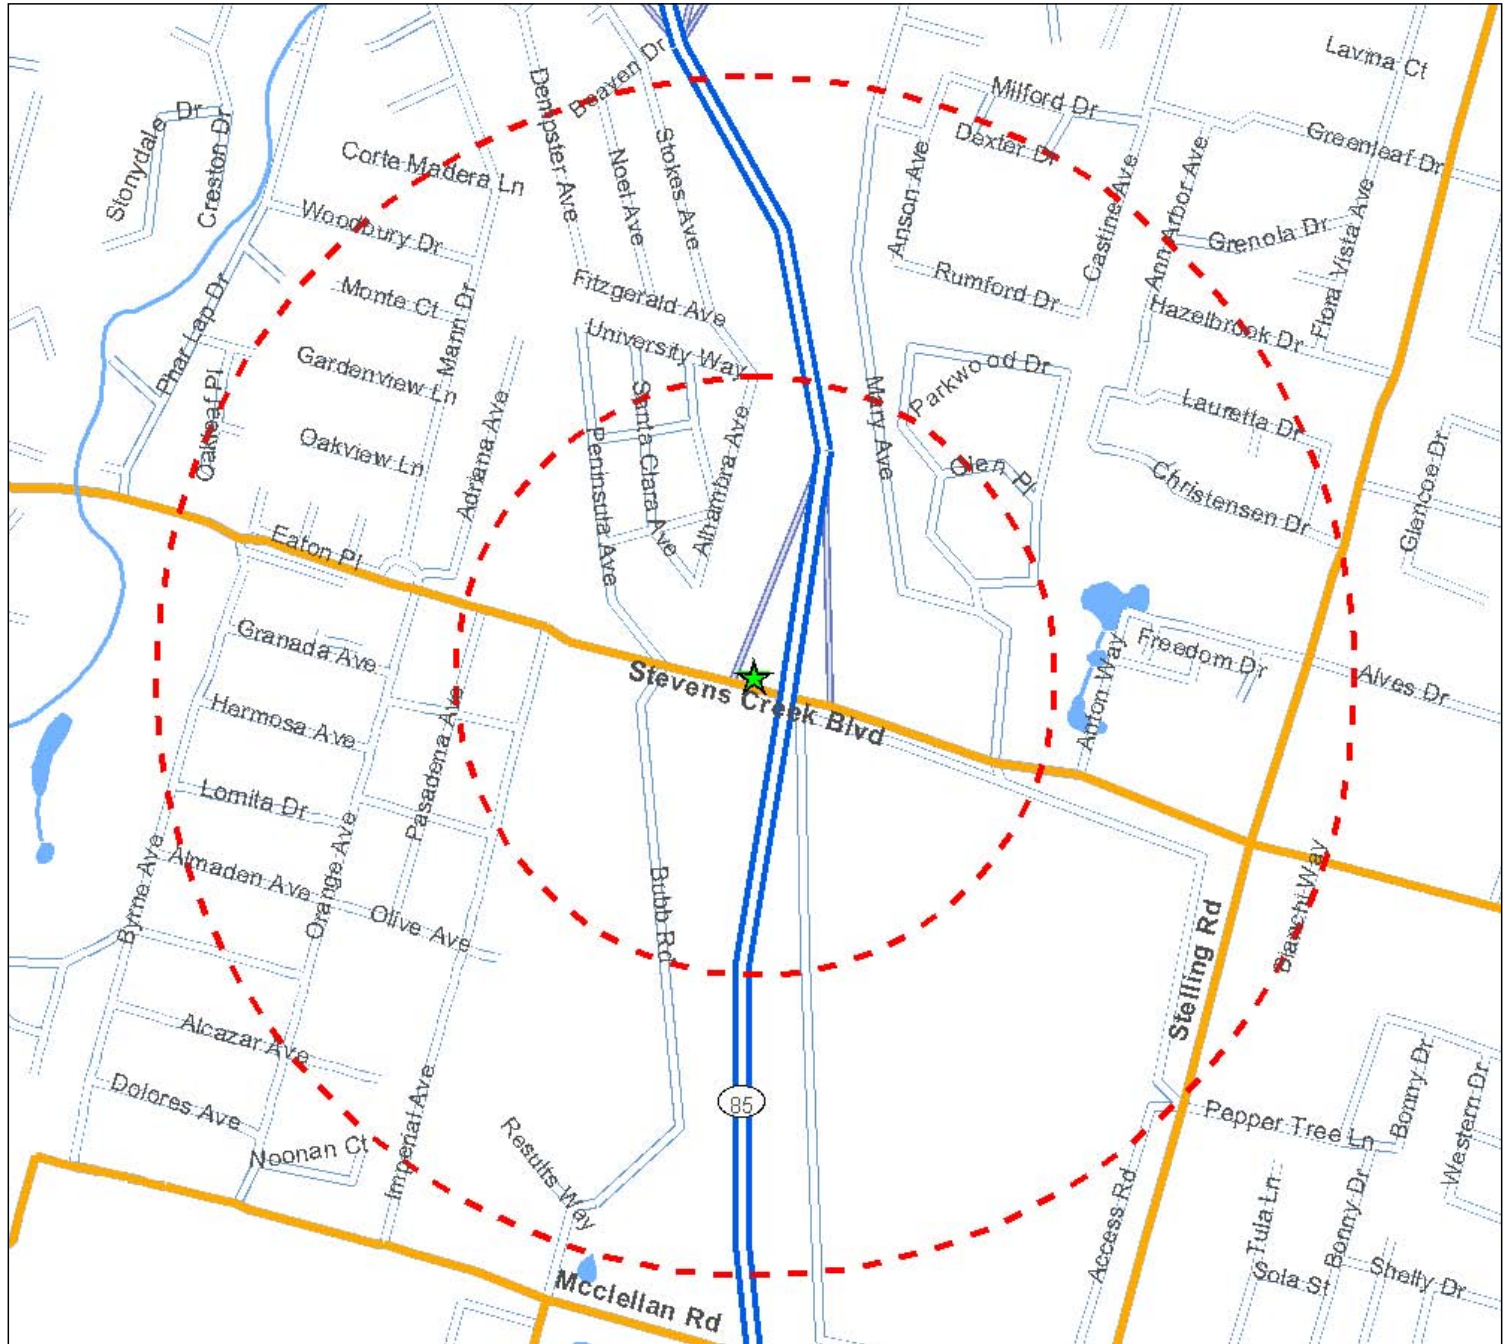 Lavina Ct
Beaven Dr
Milford Dr
Stonydale Dr
Creston Dr
Dempster Ave
Dexter Dr
Greenleaf Dr
Corte Madera Ln
Noel Ave
Stokes Ave
Anson Ave
Castine Ave
Ann Arbor Ave
Woodbury Dr
Grenola Dr
Flora Vista Ave
Monte Ct
Fitzgerald Ave
Rumford Dr
Phar Lap Dr
Mann Dr
University Way
Hazelbrook Dr
Gardenview Ln
Parkwood Dr
Oakleaf Pl
Santa Clara Ave
Mary Ave
Lauretta Dr
Oakview Ln
Adriana Ave
Peninsula Ave
Alhambra Ave
Glen Pl
Christensen Dr
Glencoe Dr
Eaton Pl
Granada Ave
Freedom Dr
Alves Dr
Stevens Creek Blvd
Anton Way
Hermosa Ave
Pasadena Ave
Lomita Dr
Almaden Ave
Byrne Ave
Orange Ave
Olive Ave
Bubb Rd
Bianchi Way
Stelling Rd
Alcazar Ave
Dolores Ave
Imperial Ave
85
Noonan Ct
Results Way
Pepper Tree Ln
Bonny Dr
Western Dr
Access Rd
Tula Ln
Bonny Dr
Sola St
Shelly Dr
Mcclellan Rd